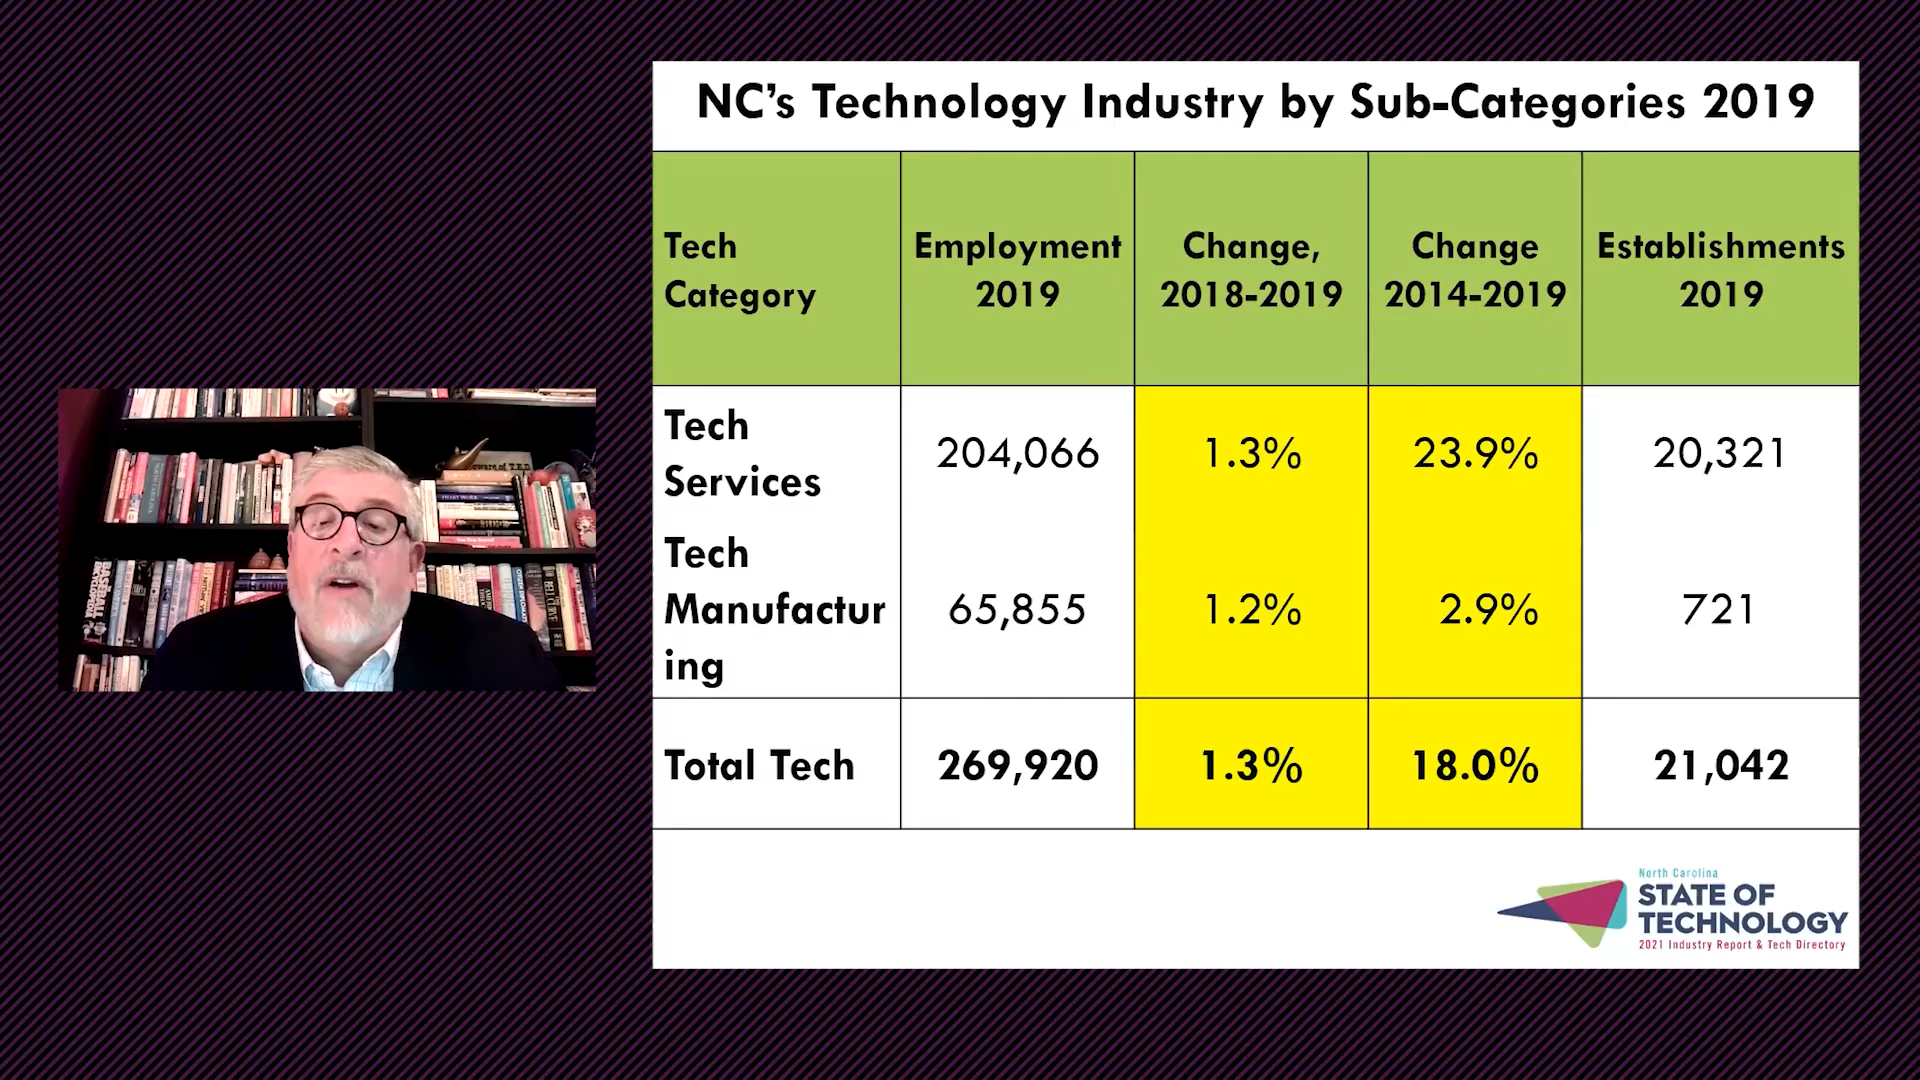 NC's Technology Industry by Sub-Categories 2019
Tech
Category
Employment
2019
Change,
2018-2019
Change
2014-2019
Establishments
2019
Tech
Services
204,066
1.3%
23.9%
20,321
Tech
Manufactur
ing
65,855
1.2%
2.9%
721
Total Tech
269,920
1.3%
18.0%
21,042
North Carolina
STATE OF
TECHNOLOGY
2021 Industry Report & Tech Directory
BASEBALL